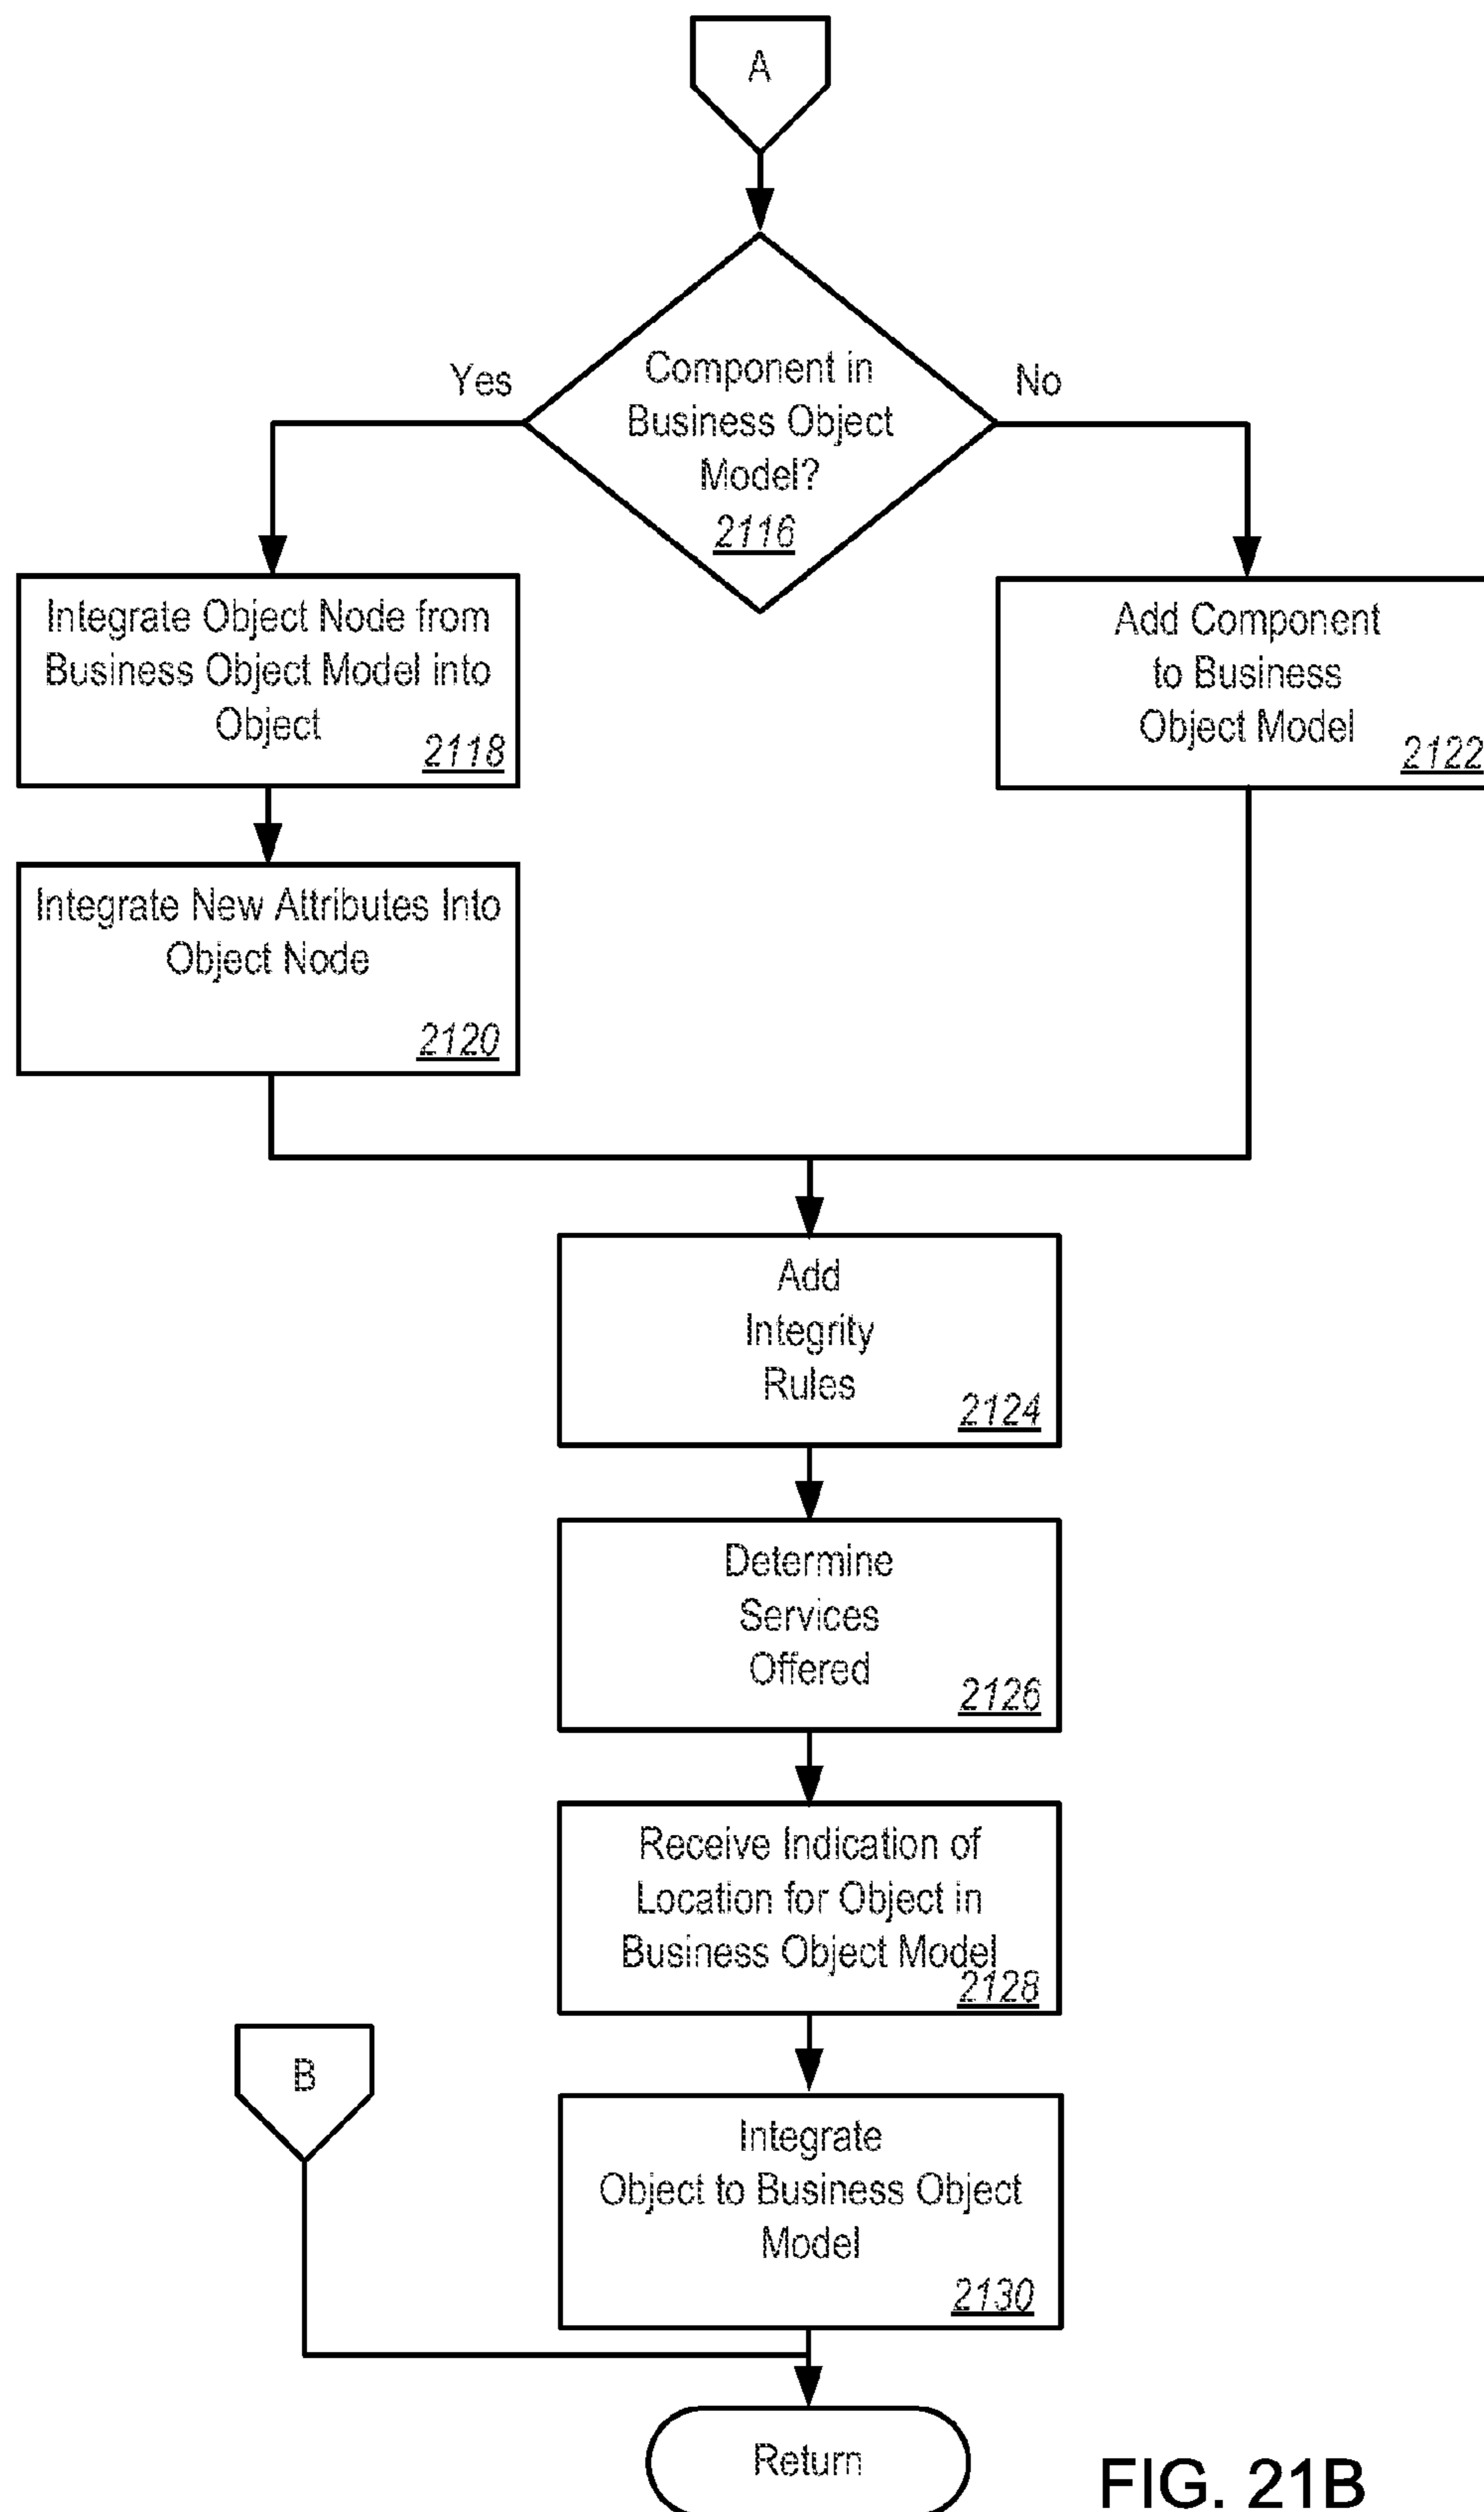 A
Yes
Component in
Business Object
Model?
2116
No
Integrate Object Node from
Business Object Model into
Object
2118
Add Component
to Business
Object Model
2122
Integrate New Attributes Into
Object Node
2120
Add
Integrity
Rules
2124
Determine
Services
Offered
2126
Receive Indication of
Location for Object in
Business Object Model
2128
B
Integrate
Object to Business Object
Model
2130
Return
FIG. 21B